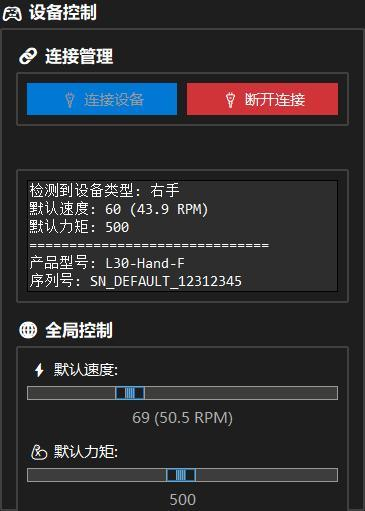 设备控制
连接管理
连接设备
断开连接
检测到设备类型: 右手
默认速度: 60 (43.9 RPM)
默认力矩: 500
==============================
产品型号: L30-Hand-F
序列号: SN_DEFAULT_12312345
全局控制
默认速度:
69 (50.5 RPM)
默认力矩:
500